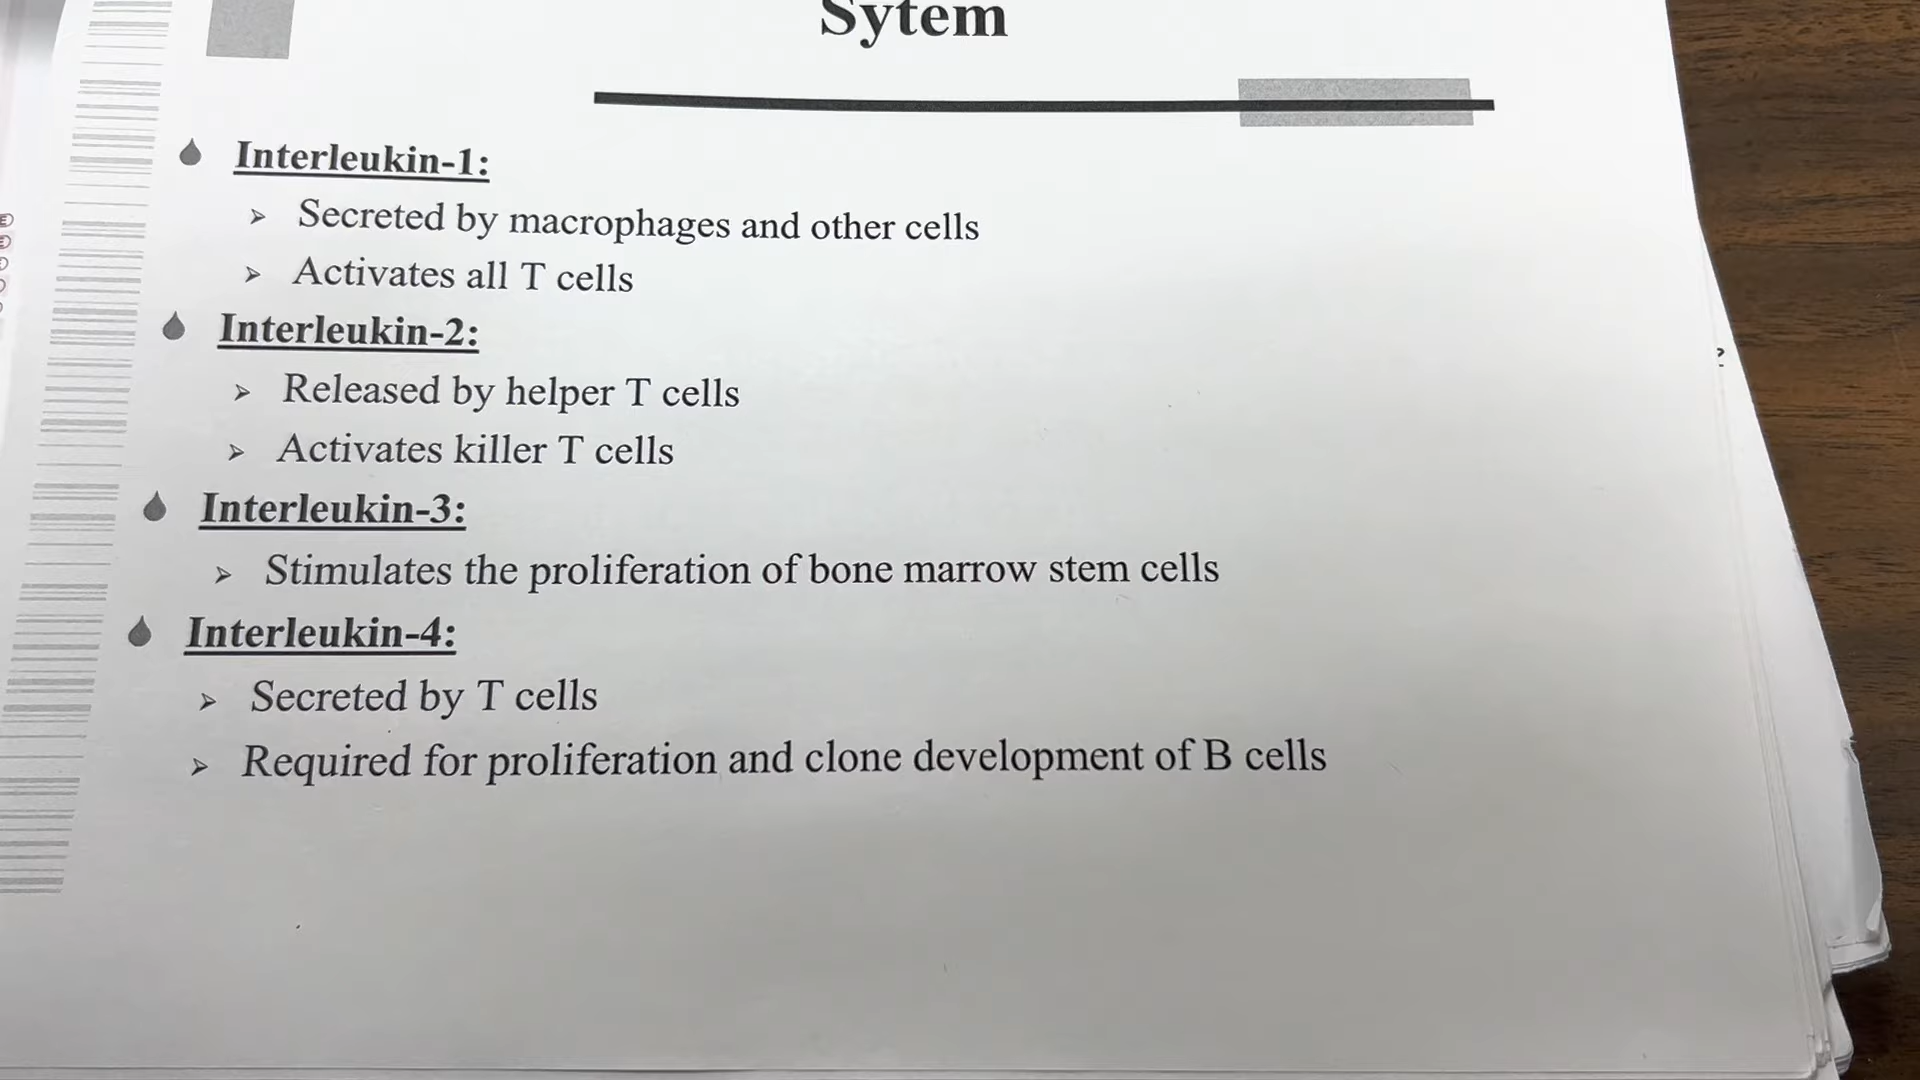 Sytem
Interleukin-1:
Secreted by macrophages and other cells
Activates all T cells
Interleukin-2:
Released by helper T cells
Activates killer T cells
Interleukin-3:
Stimulates the proliferation of bone marrow stem cells
Interleukin-4:
Secreted by T cells
Required for proliferation and clone development of B cells
?